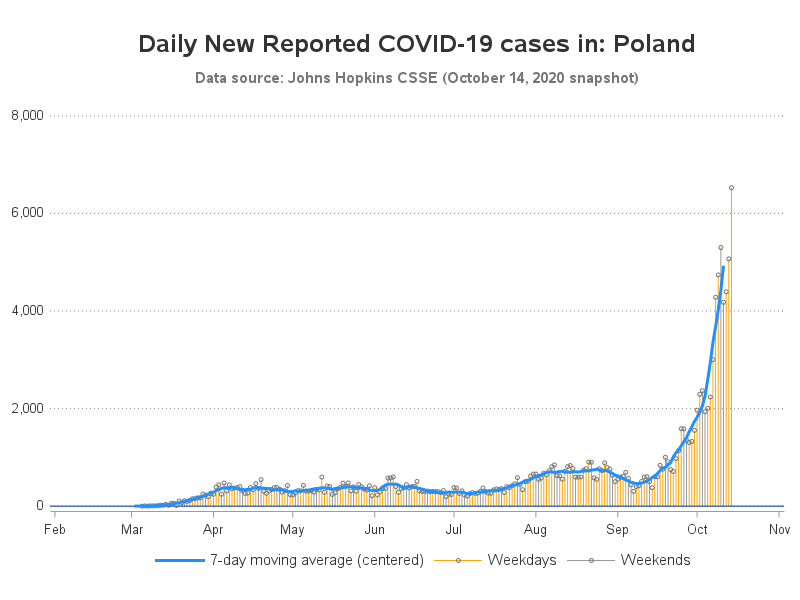 Daily New Reported COVID-19 cases in: Poland
Data source: Johns Hopkins CSSE (October 14, 2020 snapshot)
8,000
6,000
4,000
2,000
0
Feb Mar Apr May Jun Jul Aug Sep Oct Nov
7-day moving average (centered) Weekdays Weekends